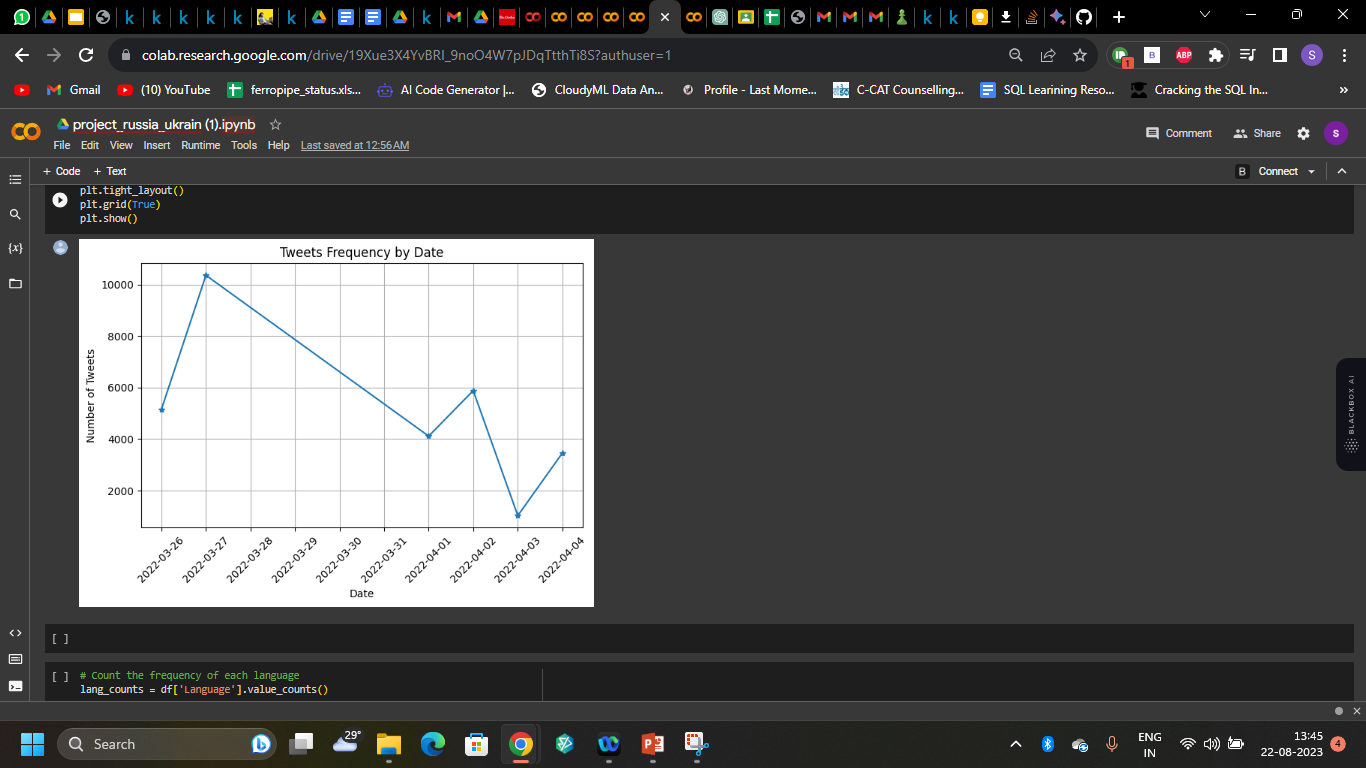 1
k
k
k
k
k
k
k
k
k
colab.research.google.com/drive/19Xue3X4YvBRl_9noO4W7pJDqTtthTi8S?authuser=1
1
B
ABP
S
Gmail
(10) YouTube
ferropipe_status.xls...
AI Code Generator |...
CloudyML Data An...
Profile - Last Mome...
C-CAT Counselling...
SQL Learining Reso...
Cracking the SQL In...
»
project_russia_ukrain (1).ipynb
File Edit View Insert Runtime Tools Help Last saved at 12:56 AM
Comment
Share
S
+ Code + Text
B
Connect
plt.tight_layout()
plt.grid(True)
plt.show()
{x}
Tweets Frequency by Date
10000
8000
6000
4000
2000
Number of Tweets
2022-03-26
2022-03-27
2022-03-28
2022-03-29
2022-03-30
2022-03-31
2022-04-01
2022-04-02
2022-04-03
2022-04-04
Date
BLACKBOX AI
[ ]
[ ] # Count the frequency of each language
lang_counts = df['Language'].value_counts()
Search
29°
ENG
IN
13:45
22-08-2023
4